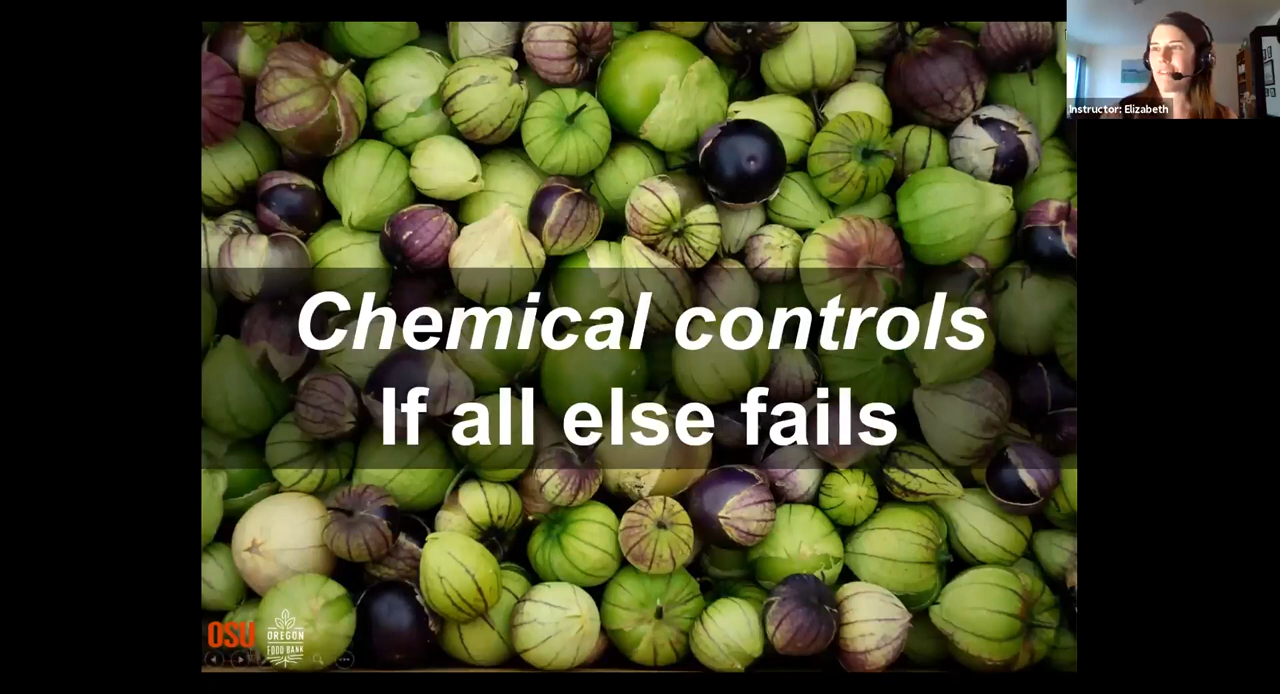 Instructor: Elizabeth
Chemical controls
If all else fails
OSU
OREGON
FOOD BANK